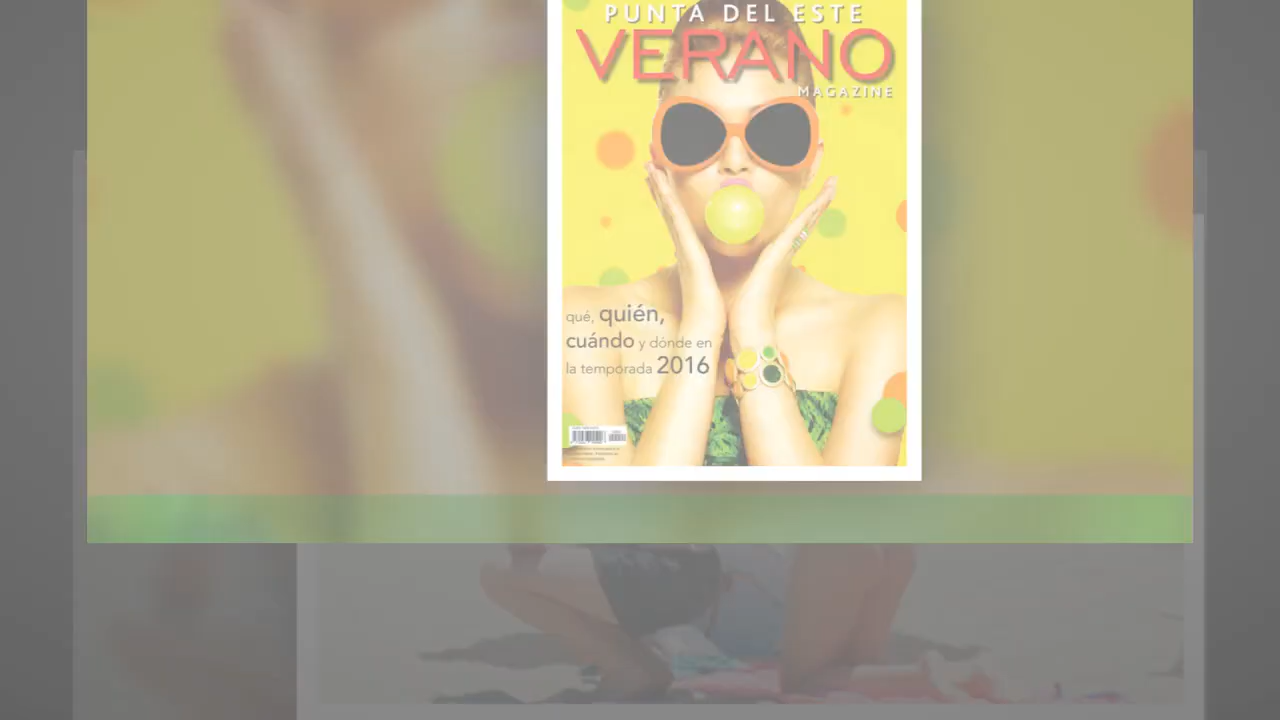 PUNTA DEL ESTE
VERANO
MAGAZINE
qué, quién,
cuándo y dónde en
la temporada 2016